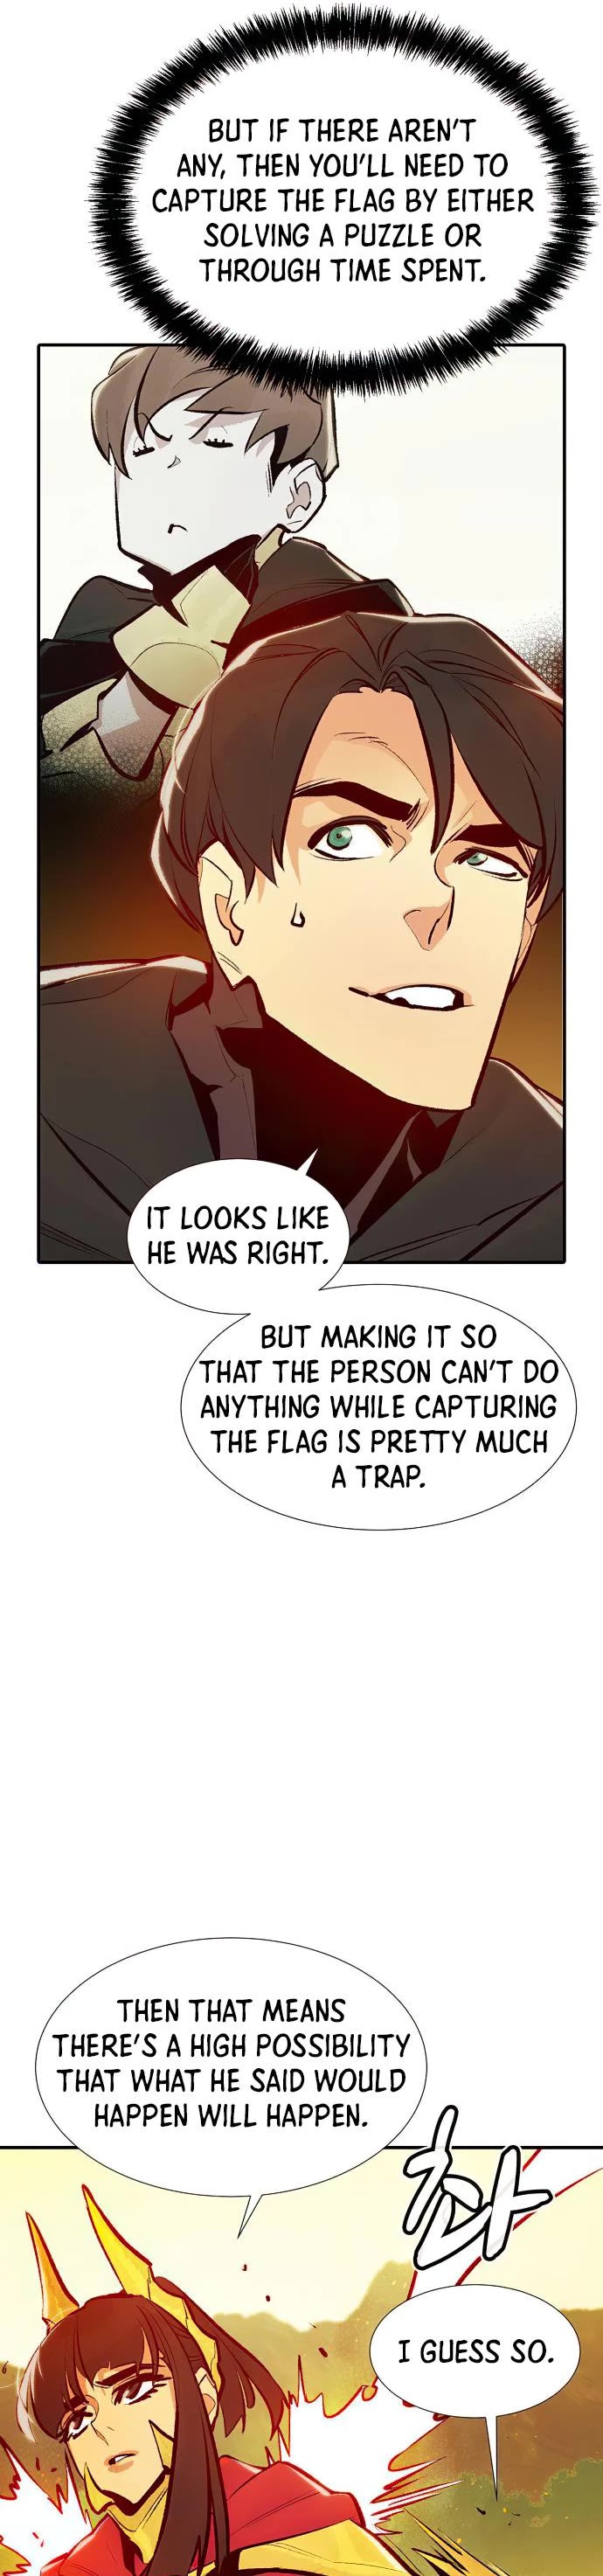 BUT IF THERE AREN'T
ANY, THEN YOU'LL NEED TO
CAPTURE THE FLAG BY EITHER
SOLVING A PUZZLE OR
THROUGH TIME SPENT.
IT LOOKS LIKE
HE WAS RIGHT.
BUT MAKING IT SO
THAT THE PERSON CAN'T DO
ANYTHING WHILE CAPTURING
THE FLAG IS PRETTY MUCH
A TRAP.
THEN THAT MEANS
THERE'S A HIGH POSSIBILITY
THAT WHAT HE SAID WOULD
HAPPEN WILL HAPPEN.
촤
I GUESS SO.